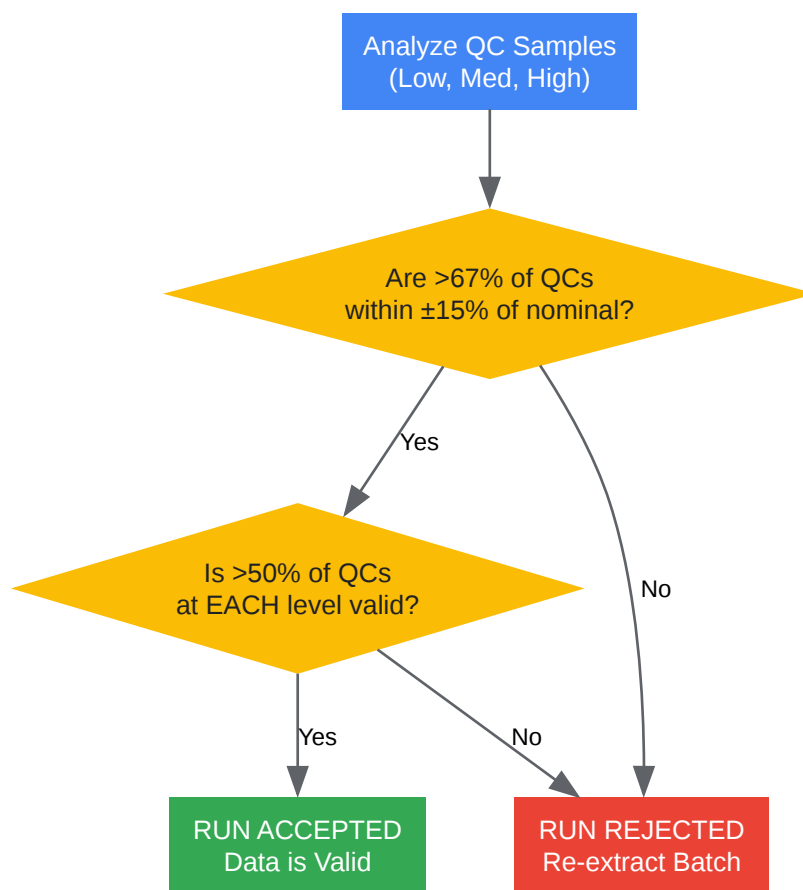 Analyze QC Samples
(Low, Med, High)
Are >67% of QCs
within ±15% of nominal?
Yes
Is >50% of QCs
at EACH level valid?
No
Yes
No
RUN ACCEPTED
Data is Valid
RUN REJECTED
Re-extract Batch